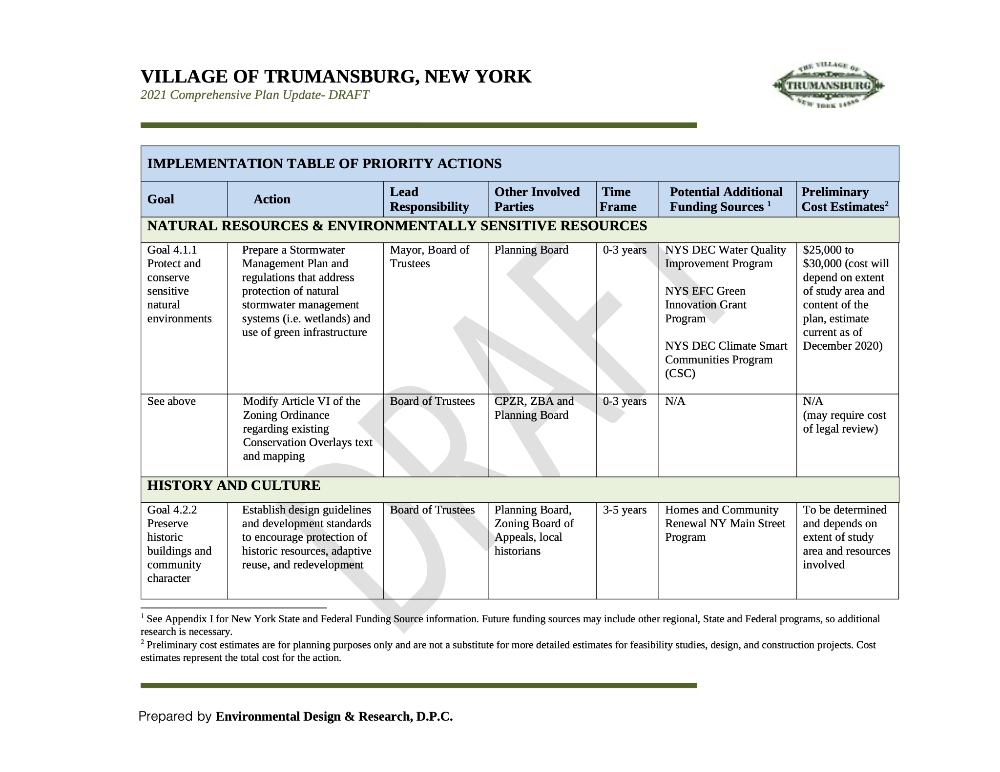 VILLAGE OF TRUMANSBURG, NEW YORK
2021 Comprehensive Plan Update- DRAFT
THE VILLAGE OF
TRUMANSBURG
NEW YORK 14886
IMPLEMENTATION TABLE OF PRIORITY ACTIONS
Goal
Action
Lead
Responsibility
Other Involved
Parties
Time
Frame
Potential Additional
Funding Sources 1
Preliminary
Cost Estimates2
NATURAL RESOURCES & ENVIRONMENTALLY SENSITIVE RESOURCES
Goal 4.1.1
Protect and
conserve
sensitive
natural
environments
Prepare a Stormwater
Management Plan and
regulations that address
protection of natural
stormwater management
systems (i.e. wetlands) and
use of green infrastructure
Mayor, Board of
Trustees
Planning Board
0-3 years
NYS DEC Water Quality
Improvement Program
NYS EFC Green
Innovation Grant
Program
NYS DEC Climate Smart
Communities Program
(CSC)
$25,000 to
$30,000 (cost will
depend on extent
of study area and
content of the
plan, estimate
current as of
December 2020)
See above
Modify Article VI of the
Zoning Ordinance
regarding existing
Conservation Overlays text
and mapping
Board of Trustees
CPZR, ZBA and
Planning Board
0-3 years
N/A
N/A
(may require cost
of legal review)
HISTORY AND CULTURE
Goal 4.2.2
Preserve
historic
buildings and
community
character
Establish design guidelines
and development standards
to encourage protection of
historic resources, adaptive
reuse, and redevelopment
Board of Trustees
Planning Board,
Zoning Board of
Appeals, local
historians
3-5 years
Homes and Community
Renewal NY Main Street
Program
To be determined
and depends on
extent of study
area and resources
involved
DRAFT
1 See Appendix I for New York State and Federal Funding Source information. Future funding sources may include other regional, State and Federal programs, so additional
research is necessary.
2 Preliminary cost estimates are for planning purposes only and are not a substitute for more detailed estimates for feasibility studies, design, and construction projects. Cost
estimates represent the total cost for the action.
Prepared by Environmental Design & Research, D.P.C.